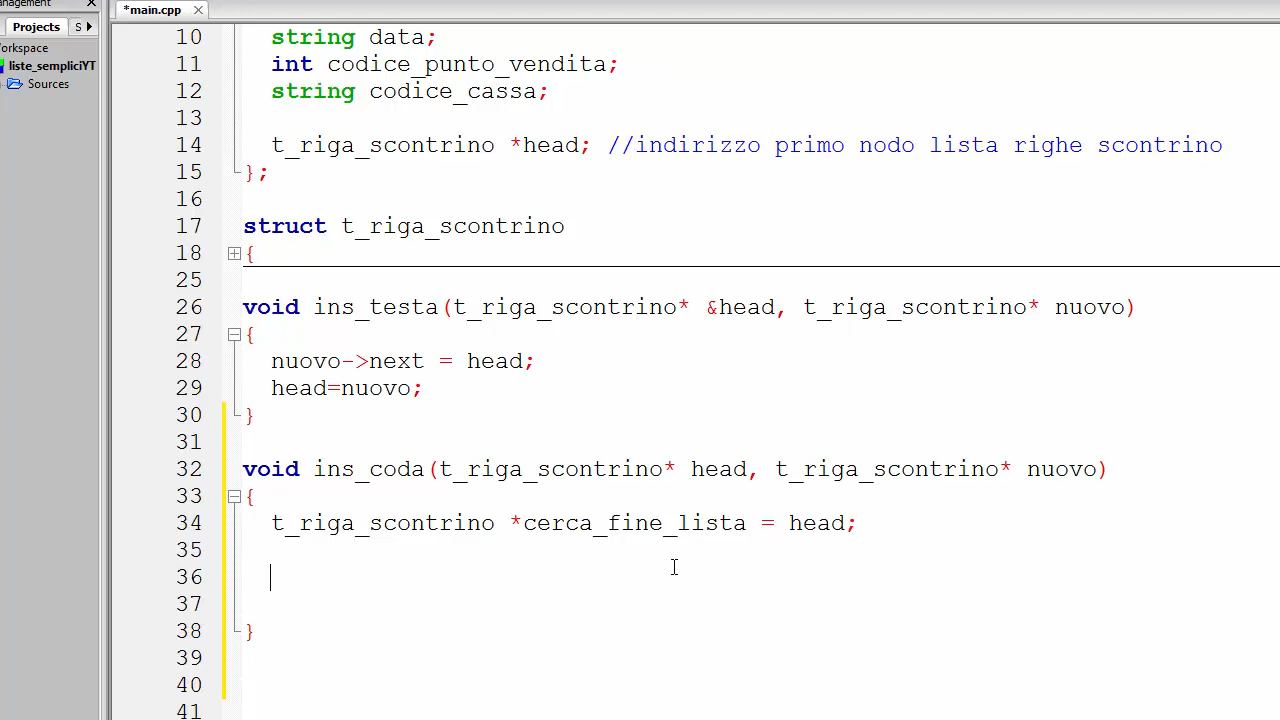 anagement
*main.cpp
Projects S
orkspace
liste_sempliciYT
Sources
10 string data;
11 int codice_punto_vendita;
12 string codice_cassa;
13
14 t_riga_scontrino *head; //indirizzo primo nodo lista righe scontrino
15 };
16
17 struct t_riga_scontrino
18 {
25
26 void ins_testa(t_riga_scontrino* &head, t_riga_scontrino* nuovo)
27 {
28 nuovo->next = head;
29 head=nuovo;
30 }
31
32 void ins_coda(t_riga_scontrino* head, t_riga_scontrino* nuovo)
33 {
34 t_riga_scontrino *cerca_fine_lista = head;
35
36
37
38 }
39
40
41